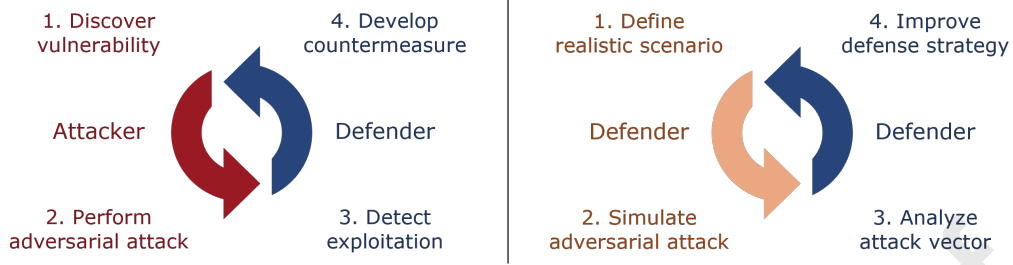 1. Discover
vulnerability
4. Develop
countermeasure
Attacker
Defender
2. Perform
adversarial attack
3. Detect
exploitation
1. Define
realistic scenario
4. Improve
defense strategy
Defender
Defender
2. Simulate
adversarial attack
3. Analyze
attack vector